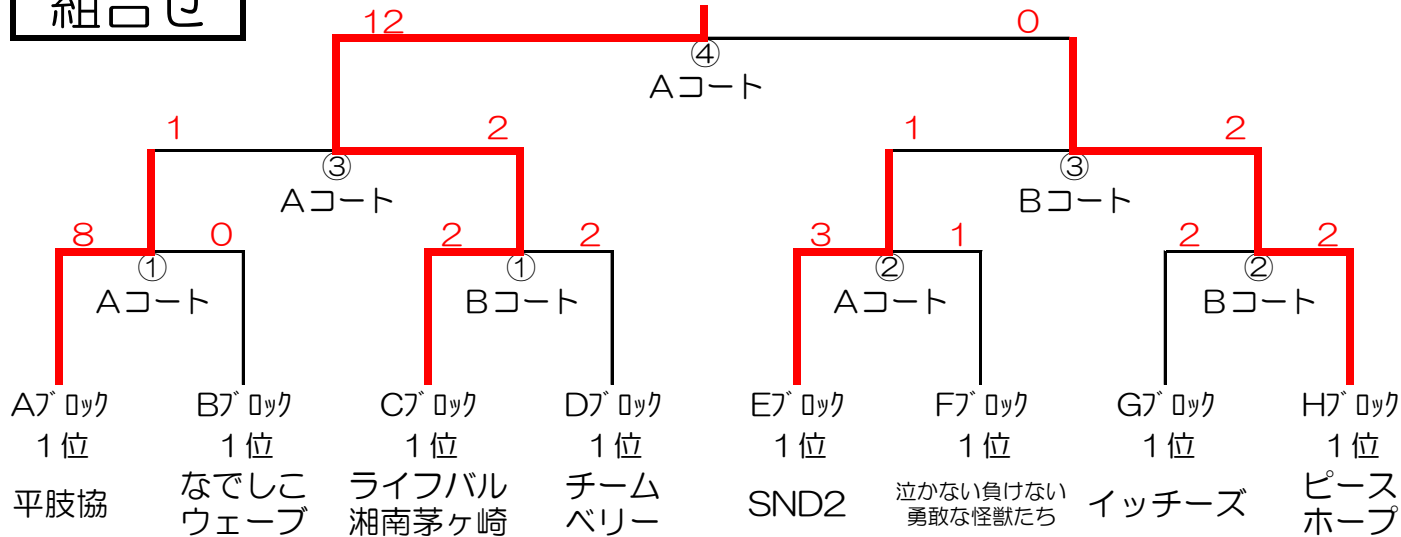 組合せ
12 0
④
Aコート
1 2 1 2
③ ③
Aコート Bコート
8 0 2 2 3 1 2 2
① ① ② ②
Aコート Bコート Aコート Bコート
Aブロック Bブロック Cブロック Dブロック Eブロック Fブロック Gブロック Hブロック
1位 1位 1位 1位 1位 1位 1位 1位
平肢協 なでしこ ライフバル チーム SND2 泣かない負けない イッチーズ ピース
ウェーブ 湘南茅ヶ崎 ベリー 勇敢な怪獣たち ホープ